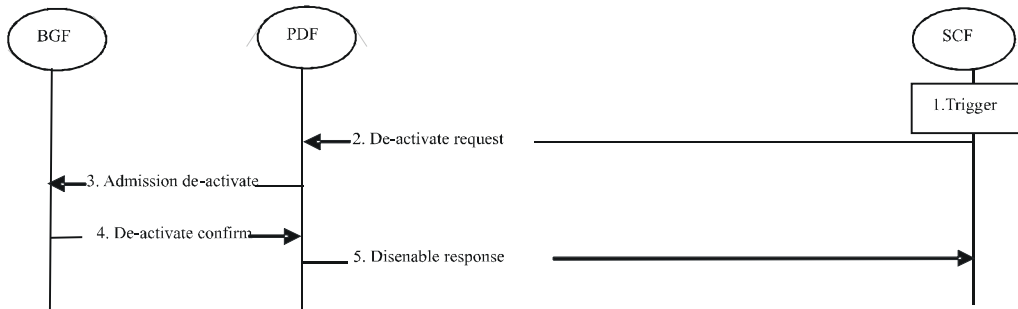 BGF
PDF
SCF
1.Trigger
2. De-activate request
3. Admission de-activate
4. De-activate confirm
5. Disenable response